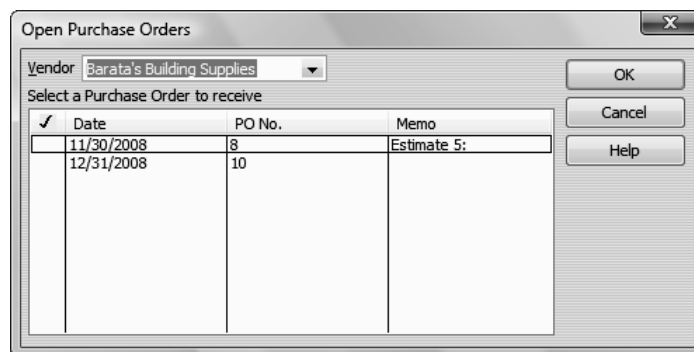 Open Purchase Orders
X
Vendor Barata's Building Supplies
OK
Select a Purchase Order to receive
Cancel
✓ Date PO No. Memo
Help
11/30/2008 8 Estimate 5:
12/31/2008 10